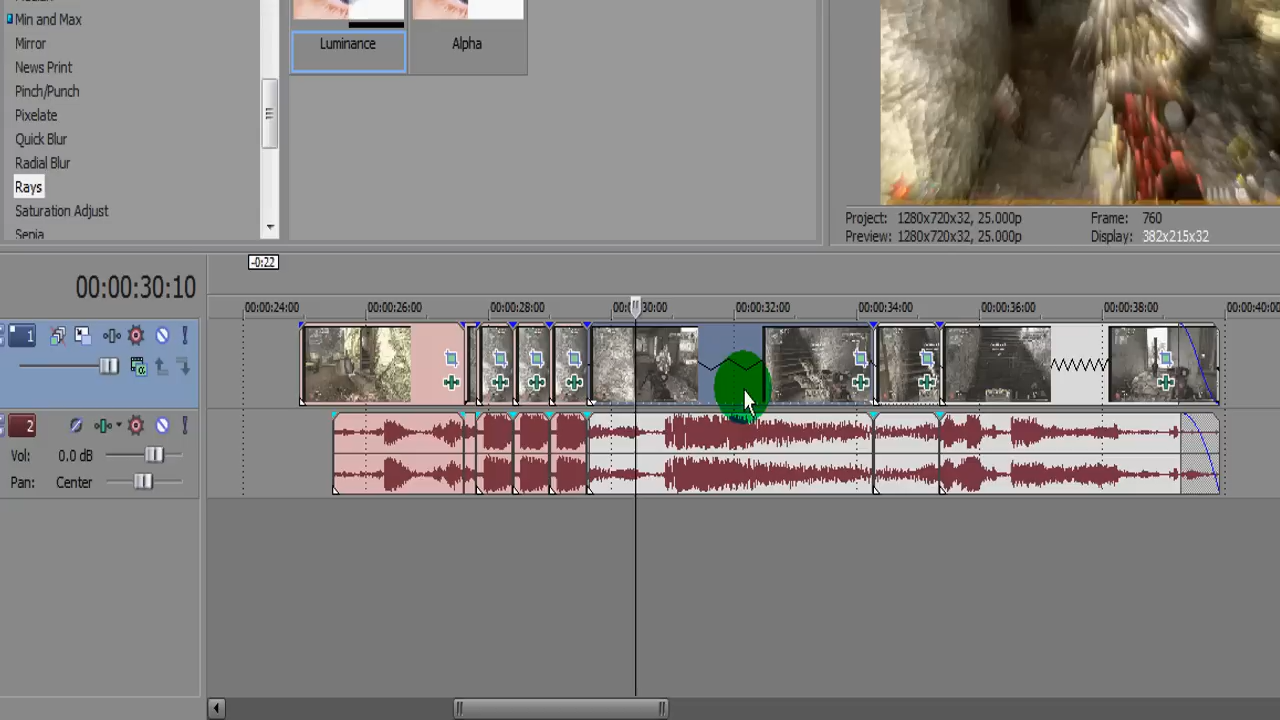 Min and Max
Mirror
News Print
Pinch/Punch
Pixelate
Quick Blur
Radial Blur
Rays
Saturation Adjust
Sepia
Luminance
Alpha
Project: 1280x720x32, 25.000p
Frame: 760
Preview: 1280x720x32, 25.000p
Display: 382x215x32
00:00:30:10
-0:22
00:00:24:00
00:00:26:00
00:00:28:00
00:00:30:00
00:00:32:00
00:00:34:00
00:00:36:00
00:00:38:00
00:00:40:00
1
2
Vol: 0.0 dB
Pan: Center